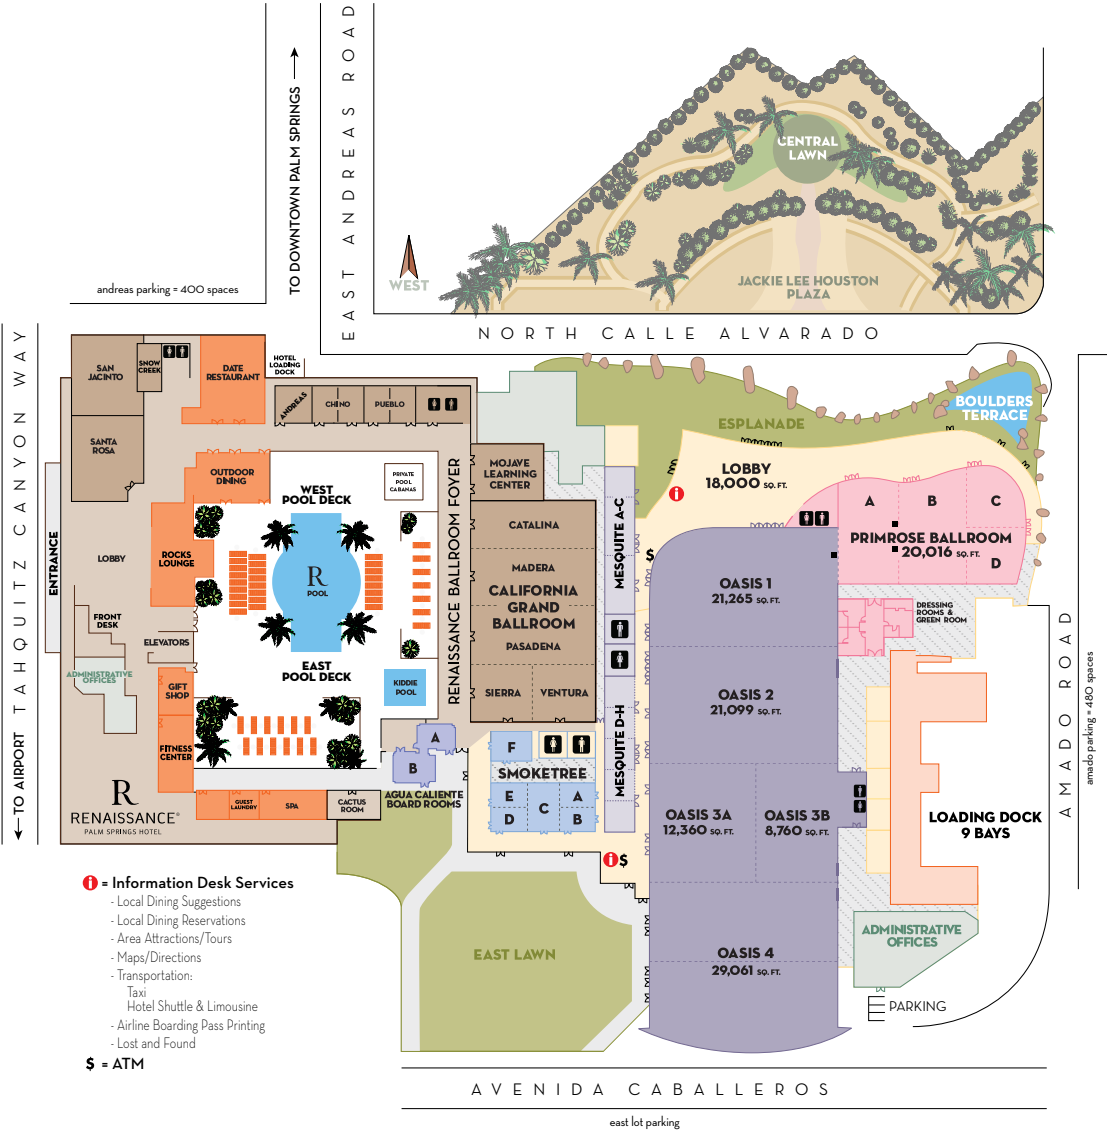 TO DOWNTOWN PALM SPRINGS
EAST ANDREAS ROAD
CENTRAL
LAWN
WEST
JACKIE LEE HOUSTON
PLAZA
andreas parking = 400 spaces
NORTH CALLE ALVARADO
TO AIRPORT TAHQUITZ CANYON WAY
SAN
JACINTO
SNOW
CREEK
DATE
RESTAURANT
HOTEL
LOADING
DOCK
ANDREAS
CHINO
PUEBLO
SANTA
ROSA
OUTDOOR
DINING
WEST
POOL DECK
PRIVATE
POOL
CABANAS
RENAISSANCE BALLROOM FOYER
MOJAVE
LEARNING
CENTER
ESPLANADE
BOULDERS
TERRACE
LOBBY
18,000 SQ. FT.
i
A
B
C
PRIMROSE BALLROOM
20,016 SQ. FT.
D
ENTRANCE
LOBBY
ROCKS
LOUNGE
R
POOL
CATALINA
MADERA
CALIFORNIA
GRAND
BALLROOM
PASADENA
SIERRA
VENTURA
MESQUITE A-C
$
OASIS 1
21,265 SQ. FT.
DRESSING
ROOMS &
GREEN ROOM
FRONT
DESK
ELEVATORS
ADMINISTRATIVE
OFFICES
GIFT
SHOP
EAST
POOL DECK
KIDDIE
POOL
OASIS 2
21,099 SQ. FT.
AMADO ROAD
amado parking = 480 spaces
FITNESS
CENTER
A
B
F
SMOKETREE
E
D
C
A
B
MESQUITE D-H
AGUA CALIENTE
BOARD ROOMS
R
RENAISSANCE®
PALM SPRINGS HOTEL
GUEST
LAUNDRY
SPA
CACTUS
ROOM
OASIS 3A
12,360 SQ. FT.
OASIS 3B
8,760 SQ. FT.
LOADING DOCK
9 BAYS
i $
i = Information Desk Services
- Local Dining Suggestions
- Local Dining Reservations
- Area Attractions/Tours
- Maps/Directions
- Transportation:
Taxi
Hotel Shuttle & Limousine
- Airline Boarding Pass Printing
- Lost and Found
$ = ATM
EAST LAWN
OASIS 4
29,061 SQ. FT.
ADMINISTRATIVE
OFFICES
PARKING
AVENIDA CABALLEROS
east lot parking